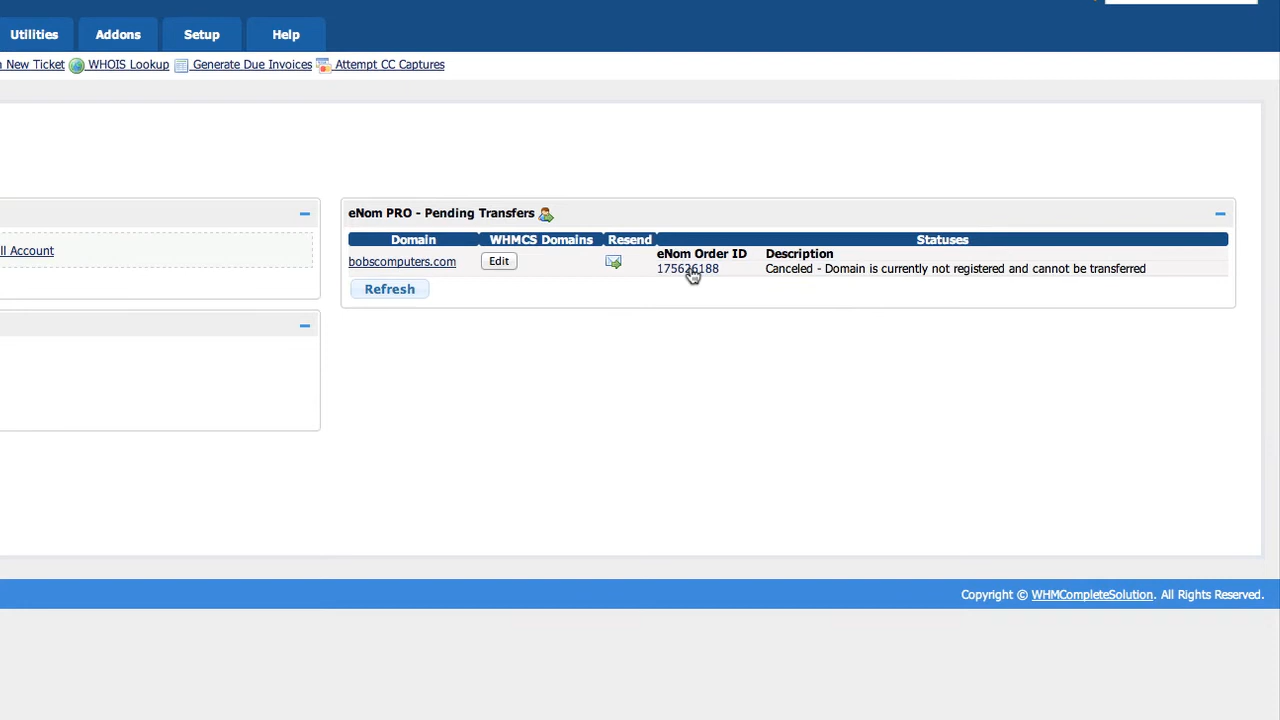 Utilities Addons Setup Help
New Ticket WHOIS Lookup Generate Due Invoices Attempt CC Captures
eNom PRO - Pending Transfers
Domain WHMCS Domains Resend Statuses
ll Account
bobscomputers.com Edit
eNom Order ID Description
175626188 Canceled - Domain is currently not registered and cannot be transferred
Refresh
Copyright © WHMCompleteSolution. All Rights Reserved.